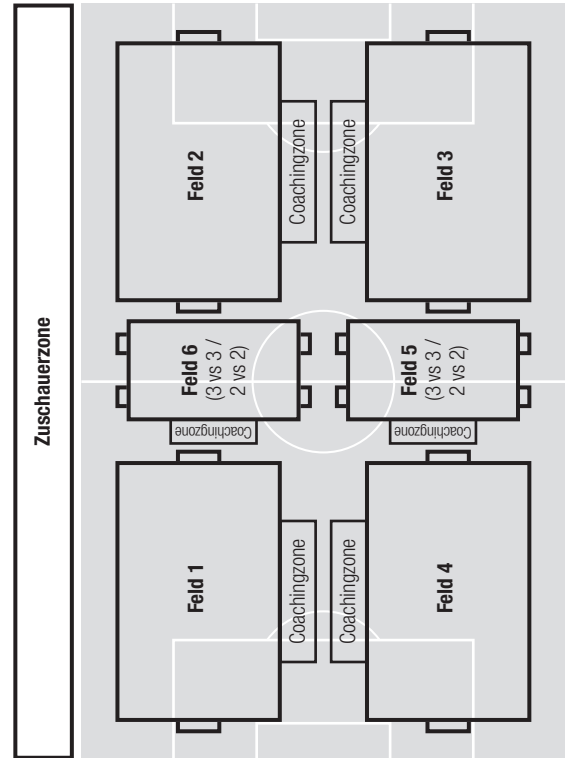 Zuschauerzone
Feld 2
Coachingzone
Coachingzone
Feld 3
Feld 6
(3 vs 3 /
2 vs 2)
Coachingzone
Feld 5
(3 vs 3 /
2 vs 2)
Coachingzone
Feld 1
Coachingzone
Coachingzone
Feld 4